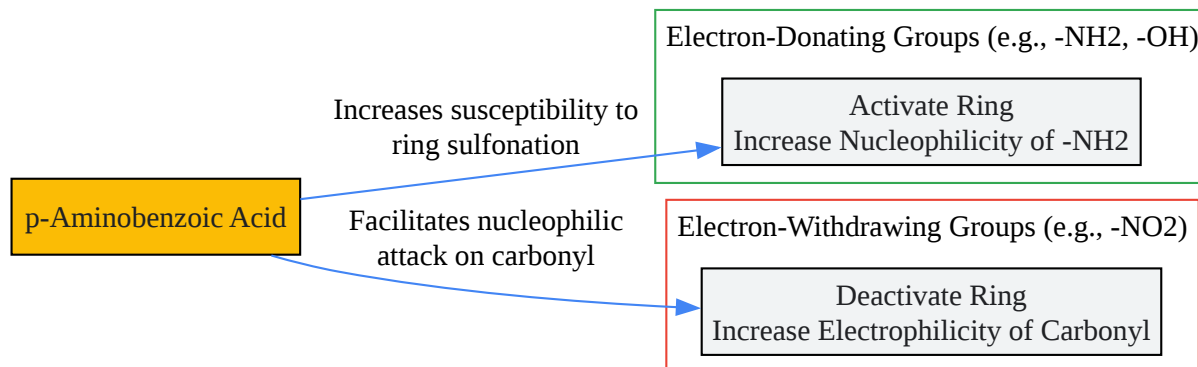 Electron-Donating Groups (e.g., -NH2, -OH)
Activate Ring
Increase Nucleophilicity of -NH2
Increases susceptibility to
ring sulfonation
p-Aminobenzoic Acid
Facilitates nucleophilic
attack on carbonyl
Electron-Withdrawing Groups (e.g., -NO2)
Deactivate Ring
Increase Electrophilicity of Carbonyl